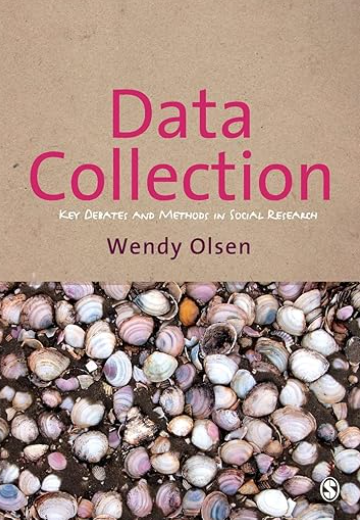 Data
Collection
Key Debates and Methods in Social Research
Wendy Olsen
S